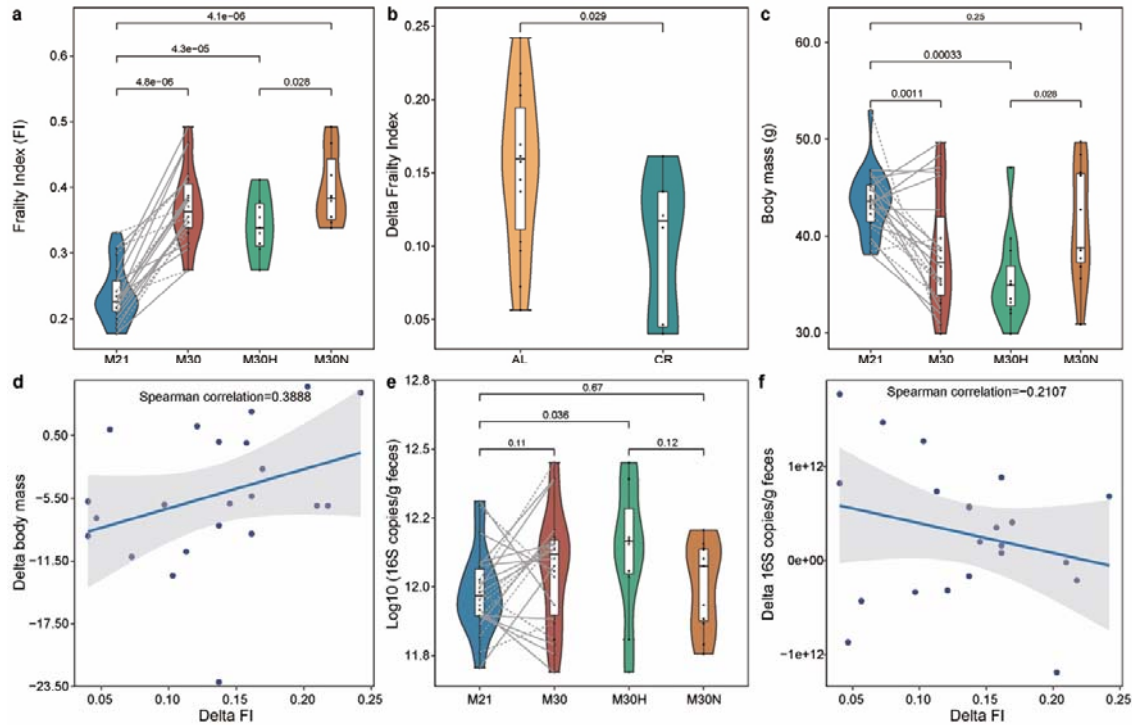 a
4.1e−06
4.3e−05
4.8e−06
0.028
Frailty Index (FI)
0.6
0.5
0.4
0.3
0.2
M21
M30
M30H
M30N
b
0.029
Delta Frailty Index
0.25
0.20
0.15
0.10
0.05
AL
CR
c
0.25
0.00033
0.0011
0.028
Body mass (g)
60.0
50.0
40.0
30.0
M21
M30
M30H
M30N
d
Spearman correlation=0.3888
Delta body mass
0.50
−5.50
−11.50
−17.50
−23.50
0.05
0.10
0.15
0.20
0.25
Delta FI
e
0.67
0.036
0.11
0.12
Log10 (16S copies/g feces)
12.8
12.5
12.2
12.0
11.8
M21
M30
M30H
M30N
f
Spearman correlation=−0.2107
Delta 16S copies/g feces
1e+12
0e+00
−1e+12
0.05
0.10
0.15
0.20
0.25
Delta FI